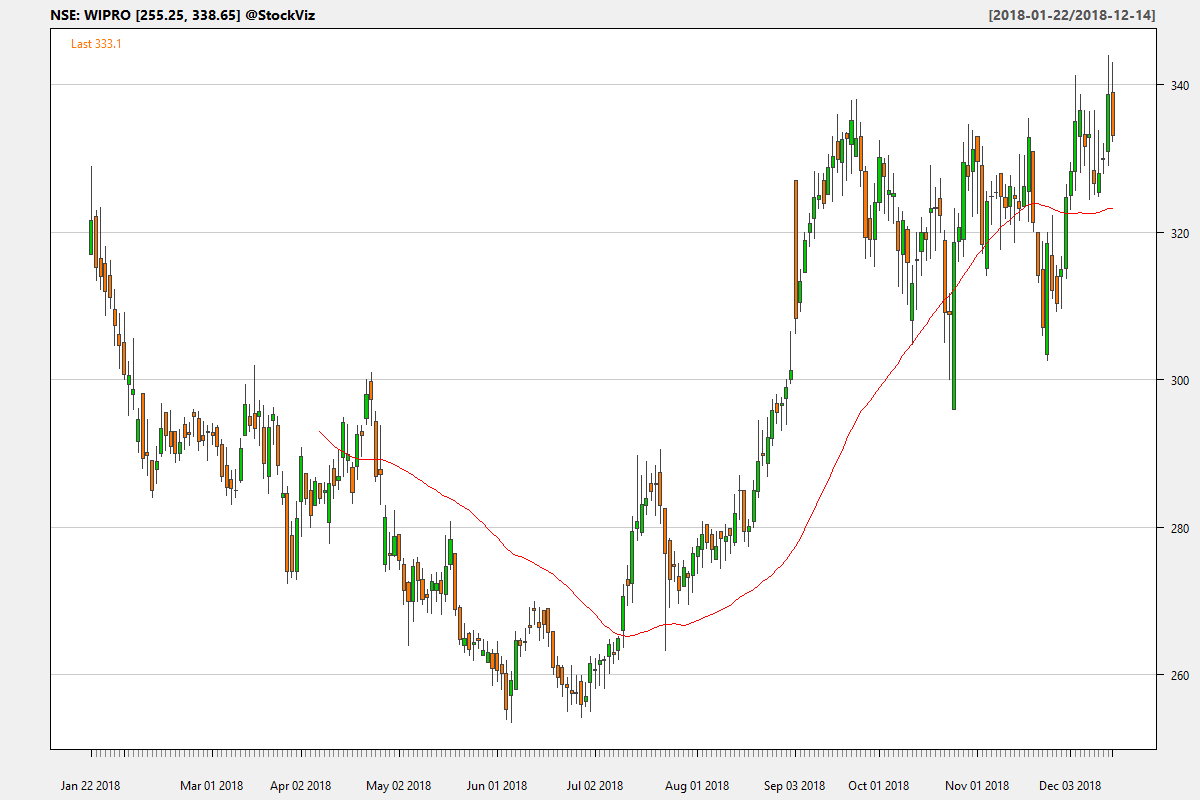 NSE: WIPRO [255.25, 338.65] @StockViz
[2018-01-22/2018-12-14]
Last 333.1
340
320
300
280
260
Jan 22 2018
Mar 01 2018
Apr 02 2018
May 02 2018
Jun 01 2018
Jul 02 2018
Aug 01 2018
Sep 03 2018
Oct 01 2018
Nov 01 2018
Dec 03 2018